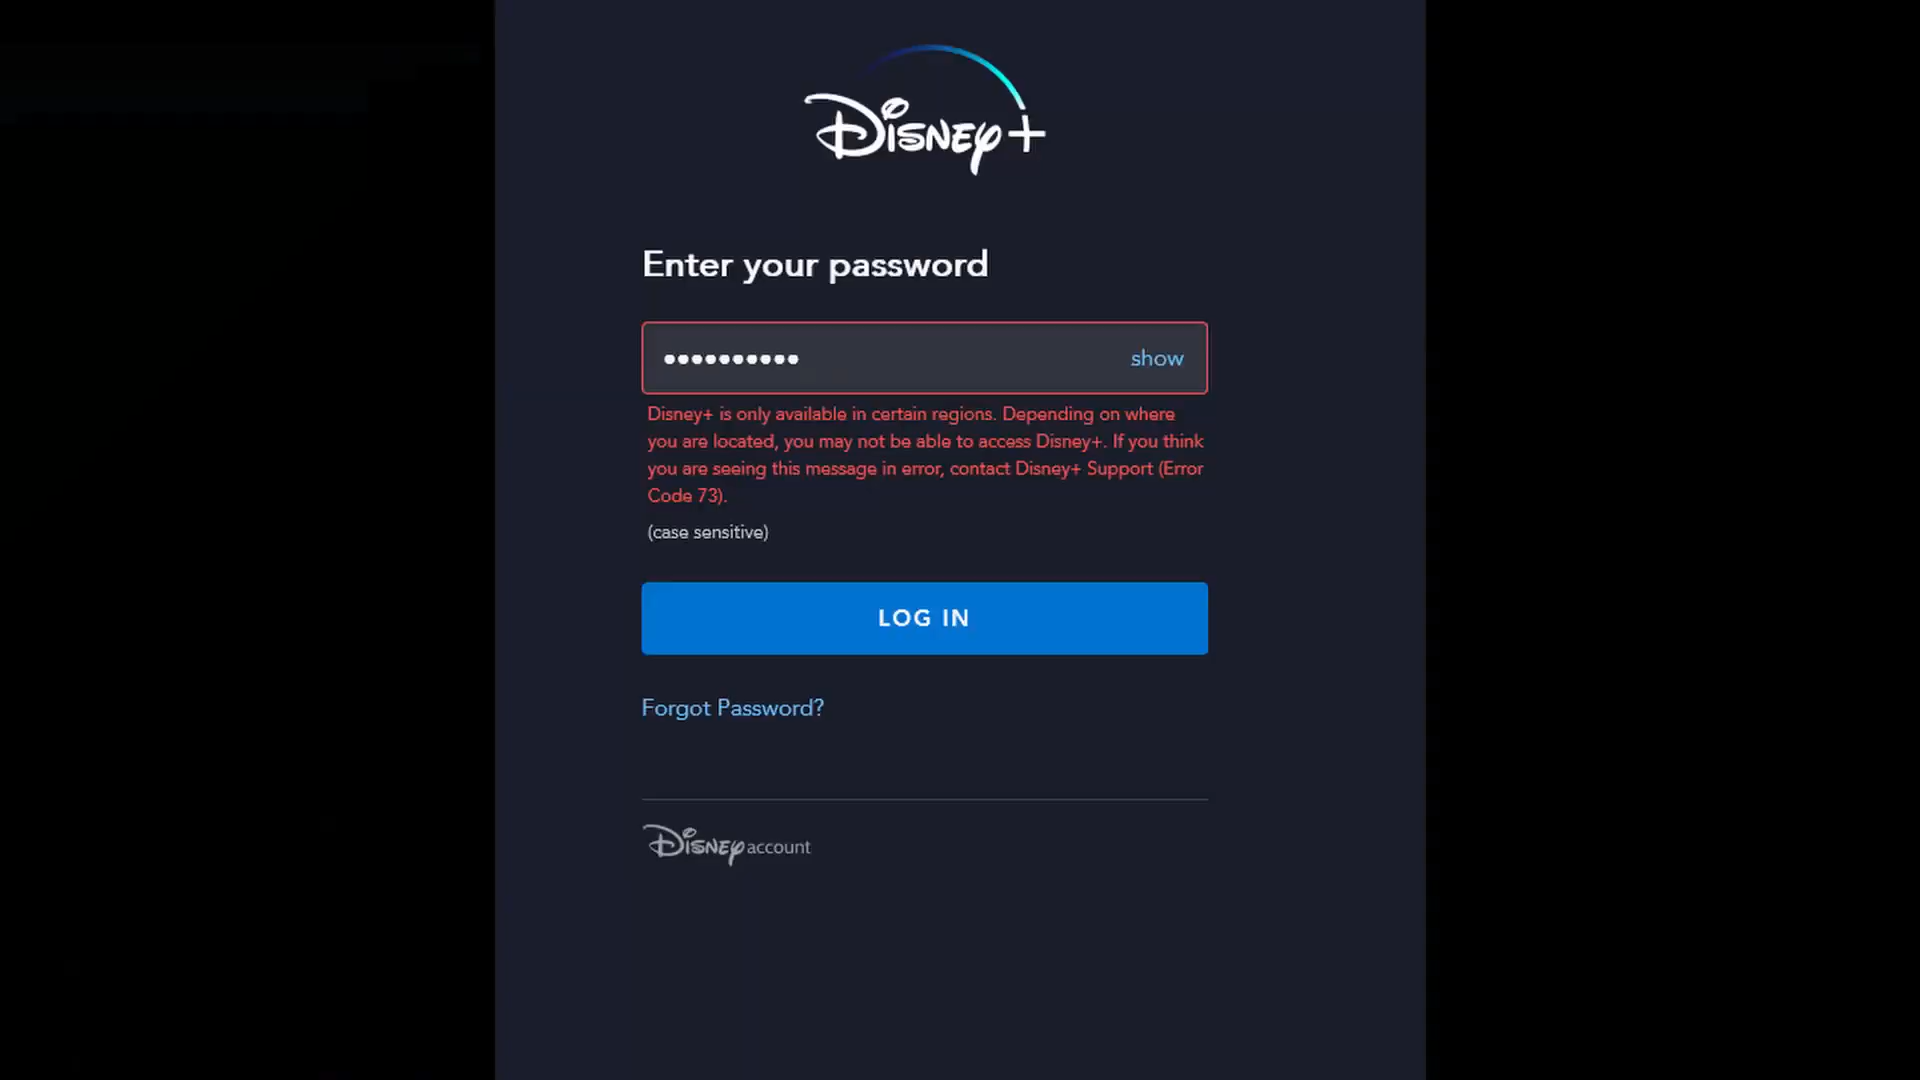 Disney+
Enter your password
●●●●●●●●●●
show
Disney+ is only available in certain regions. Depending on where
you are located, you may not be able to access Disney+. If you think
you are seeing this message in error, contact Disney+ Support (Error
Code 73).
(case sensitive)
LOG IN
Forgot Password?
Disney account